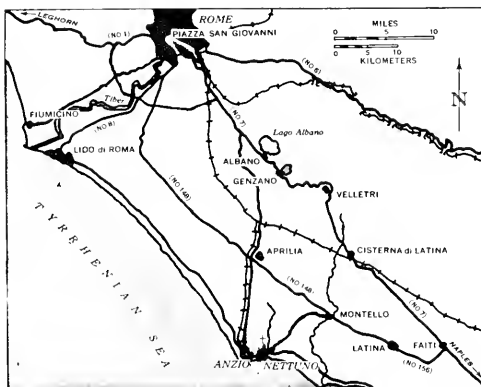 ROME
PIAZZA SAN GIOVANNI
MILES
0 5 10
0 5 10
KILOMETERS
N
LEGHORN
(NO 1)
(NO 6)
Tiber
FIUMICINO
(NO 8)
(NO 7)
LIDO di ROMA
Lago Albano
ALBANO
GENZANO
VELLETRI
(NO 148)
TYRRHENIAN SEA
APRILIA
CISTERNA di LATINA
(NO 148)
(NO 7)
MONTELLO
LATINA
FAITI
NAPLES
(NO 156)
ANZIO
NETTUNO